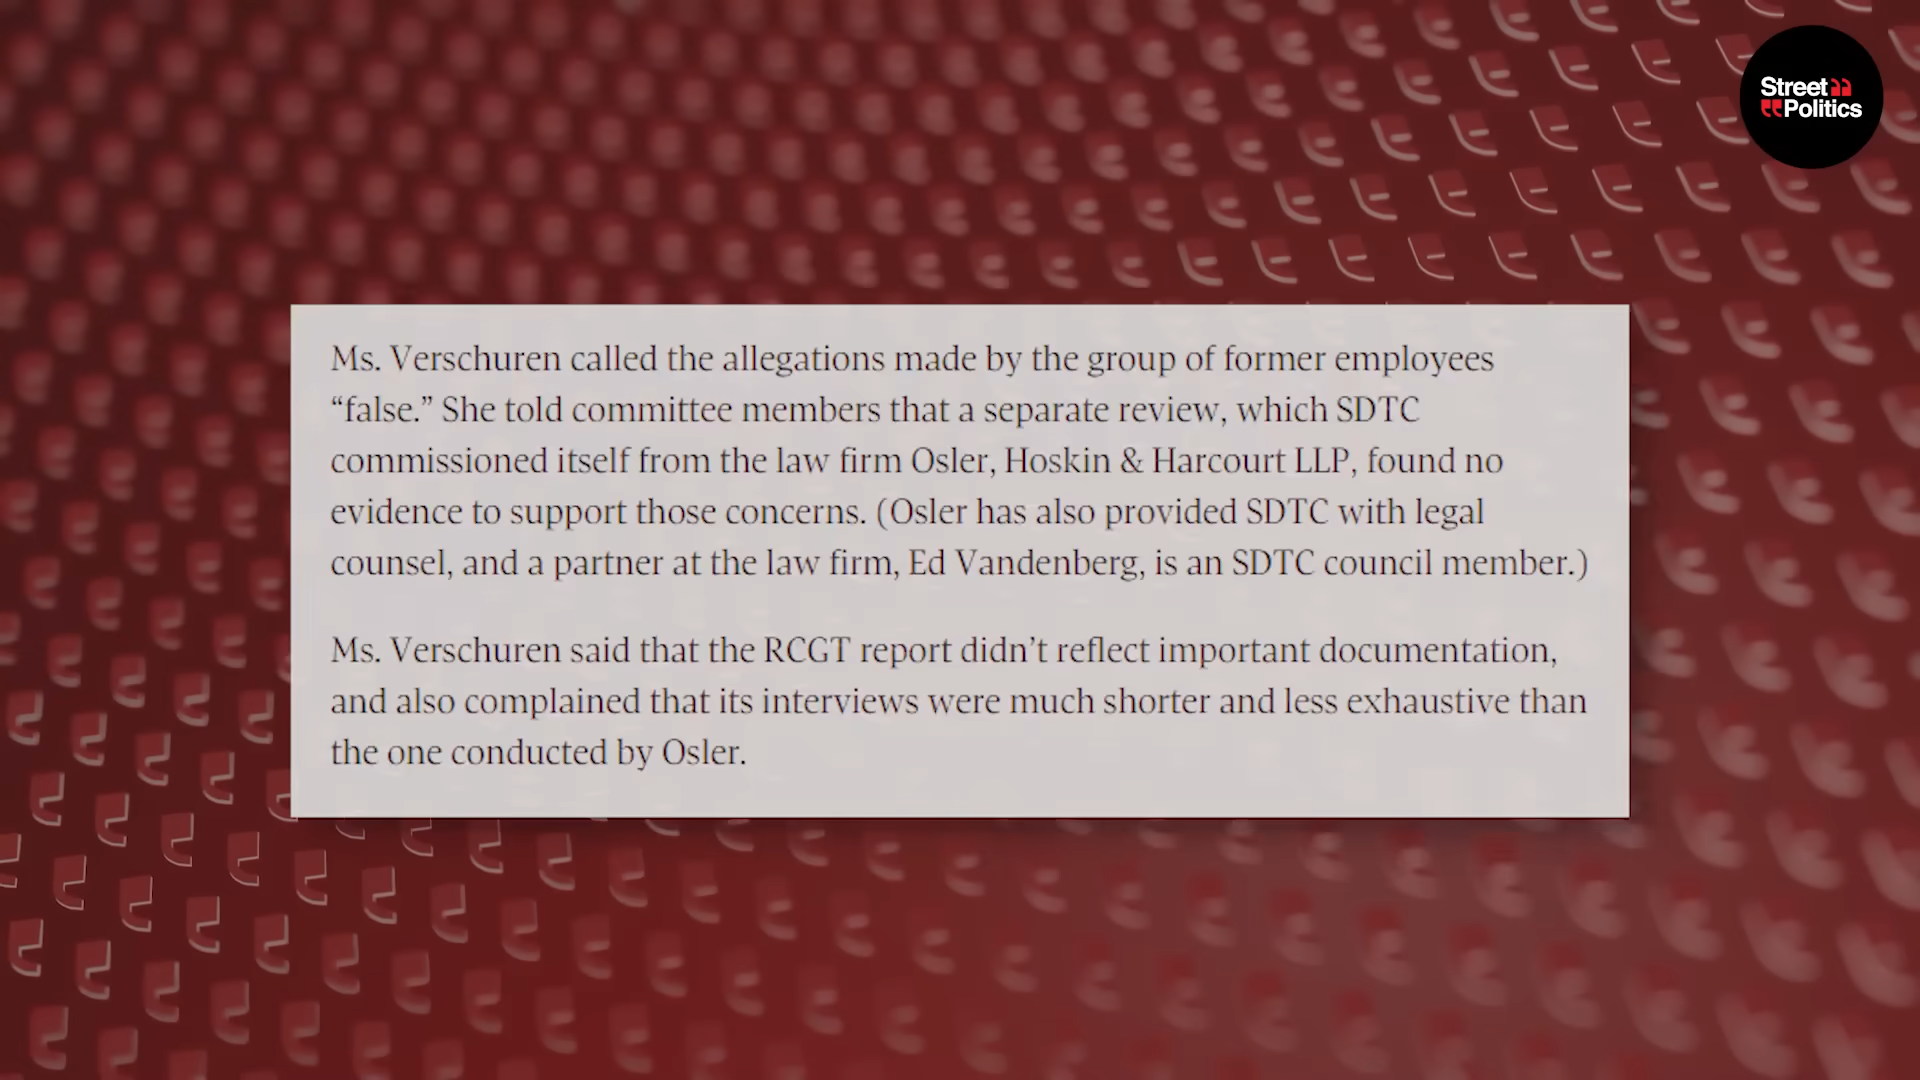 Street
Politics
Ms. Verschuren called the allegations made by the group of former employees
“false.” She told committee members that a separate review, which SDTC
commissioned itself from the law firm Osler, Hoskin & Harcourt LLP, found no
evidence to support those concerns. (Osler has also provided SDTC with legal
counsel, and a partner at the law firm, Ed Vandenberg, is an SDTC council member.)
Ms. Verschuren said that the RCGT report didn’t reflect important documentation,
and also complained that its interviews were much shorter and less exhaustive than
the one conducted by Osler.